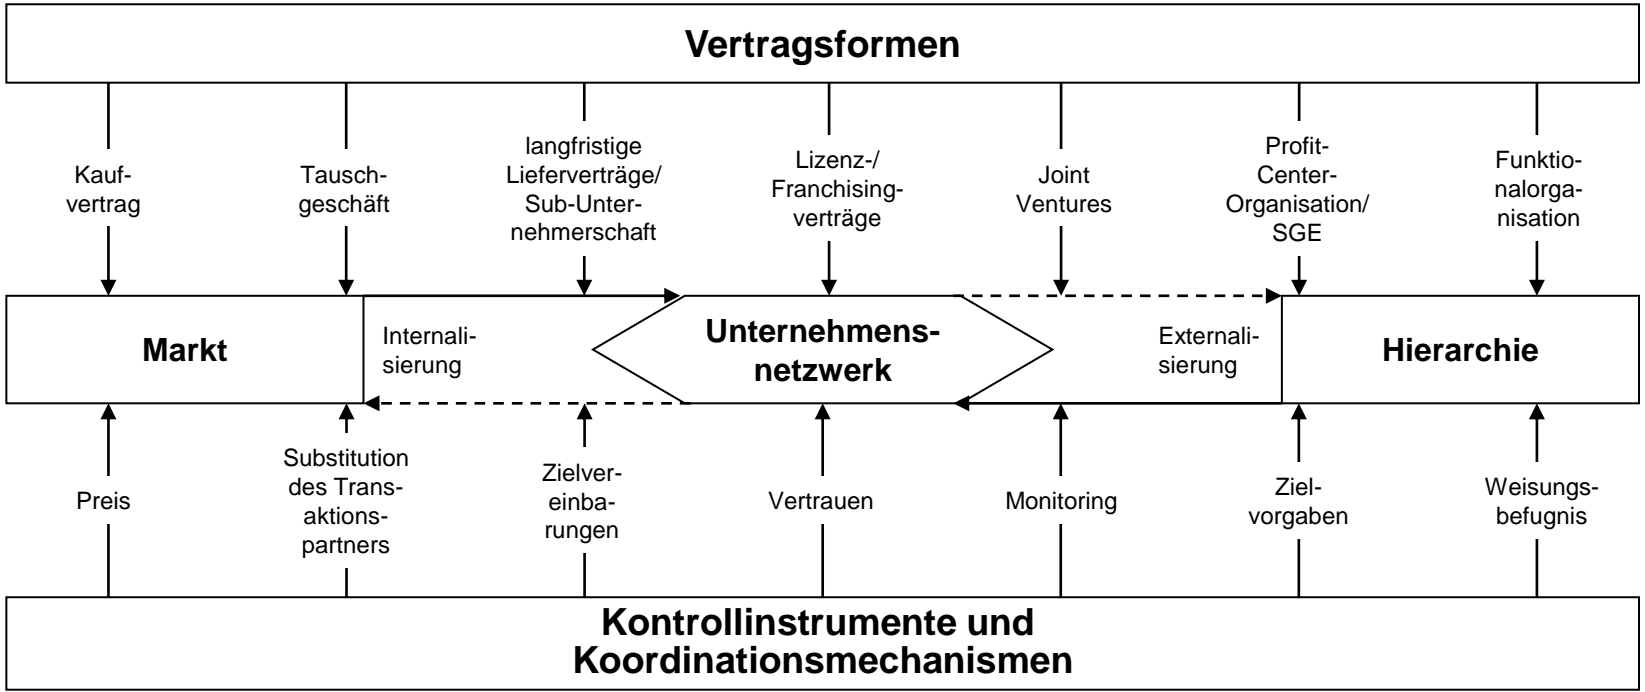 Vertragsformen
Kauf-
vertrag
Tausch-
geschäft
langfristige
Lieferverträge/
Sub-Unter-
nehmerschaft
Lizenz-/
Franchising-
verträge
Joint
Ventures
Profit-
Center-
Organisation/
SGE
Funktio-
nalorga-
nisation
Markt
Internali-
sierung
Unternehmens-
netzwerk
Externali-
sierung
Hierarchie
Preis
Substitution
des Trans-
aktions-
partners
Zielver-
einba-
rungen
Vertrauen
Monitoring
Ziel-
vorgaben
Weisungs-
befugnis
Kontrollinstrumente und
Koordinationsmechanismen